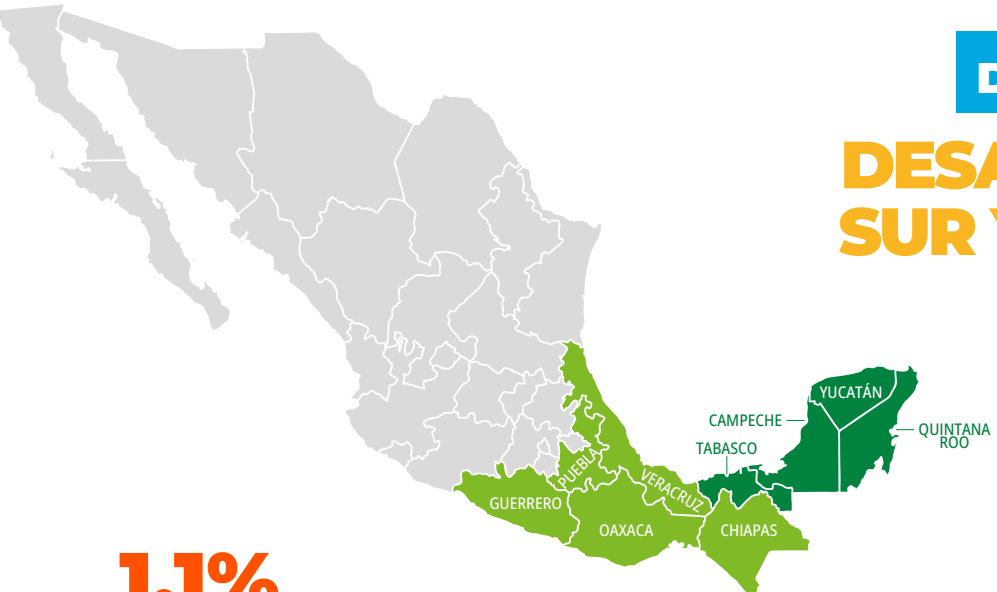 D
DESA
SUR Y
YUCATÁN
CAMPECHE
QUINTANA
ROO
TABASCO
PUEBLA
VERACRUZ
GUERRERO
OAXACA
CHIAPAS
1.1%